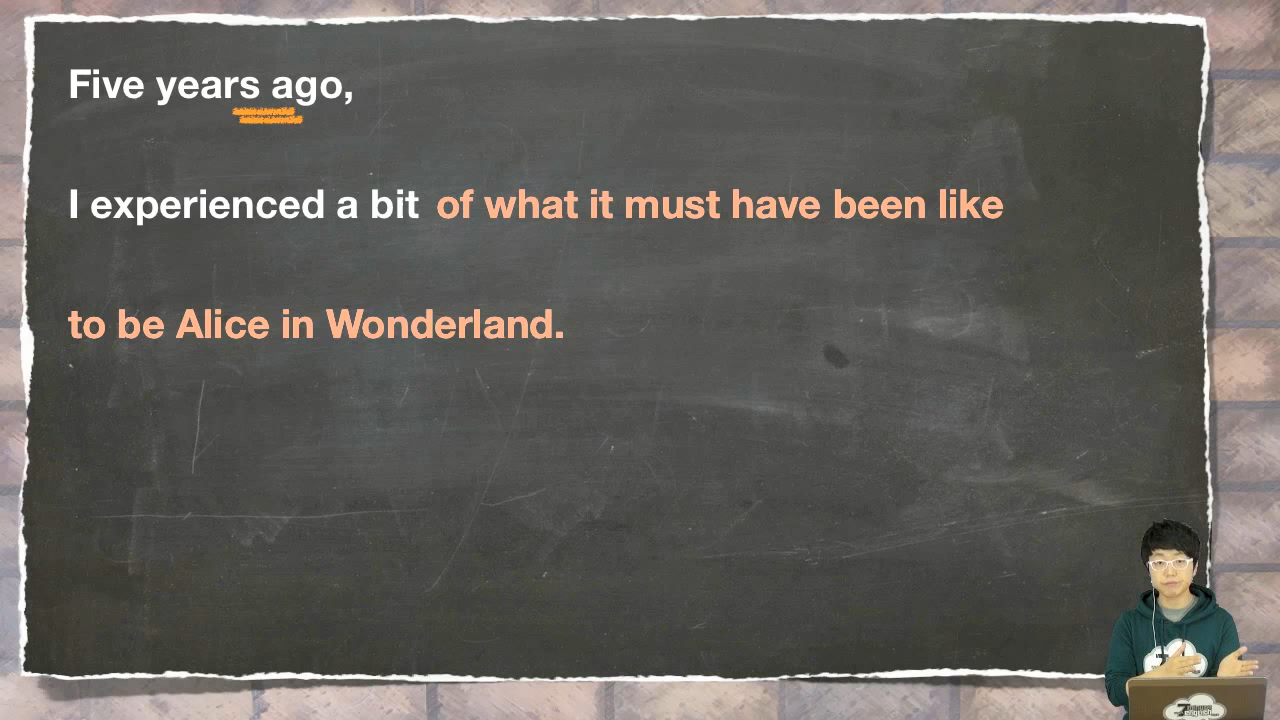 Five years ago,
I experienced a bit of what it must have been like
to be Alice in Wonderland.